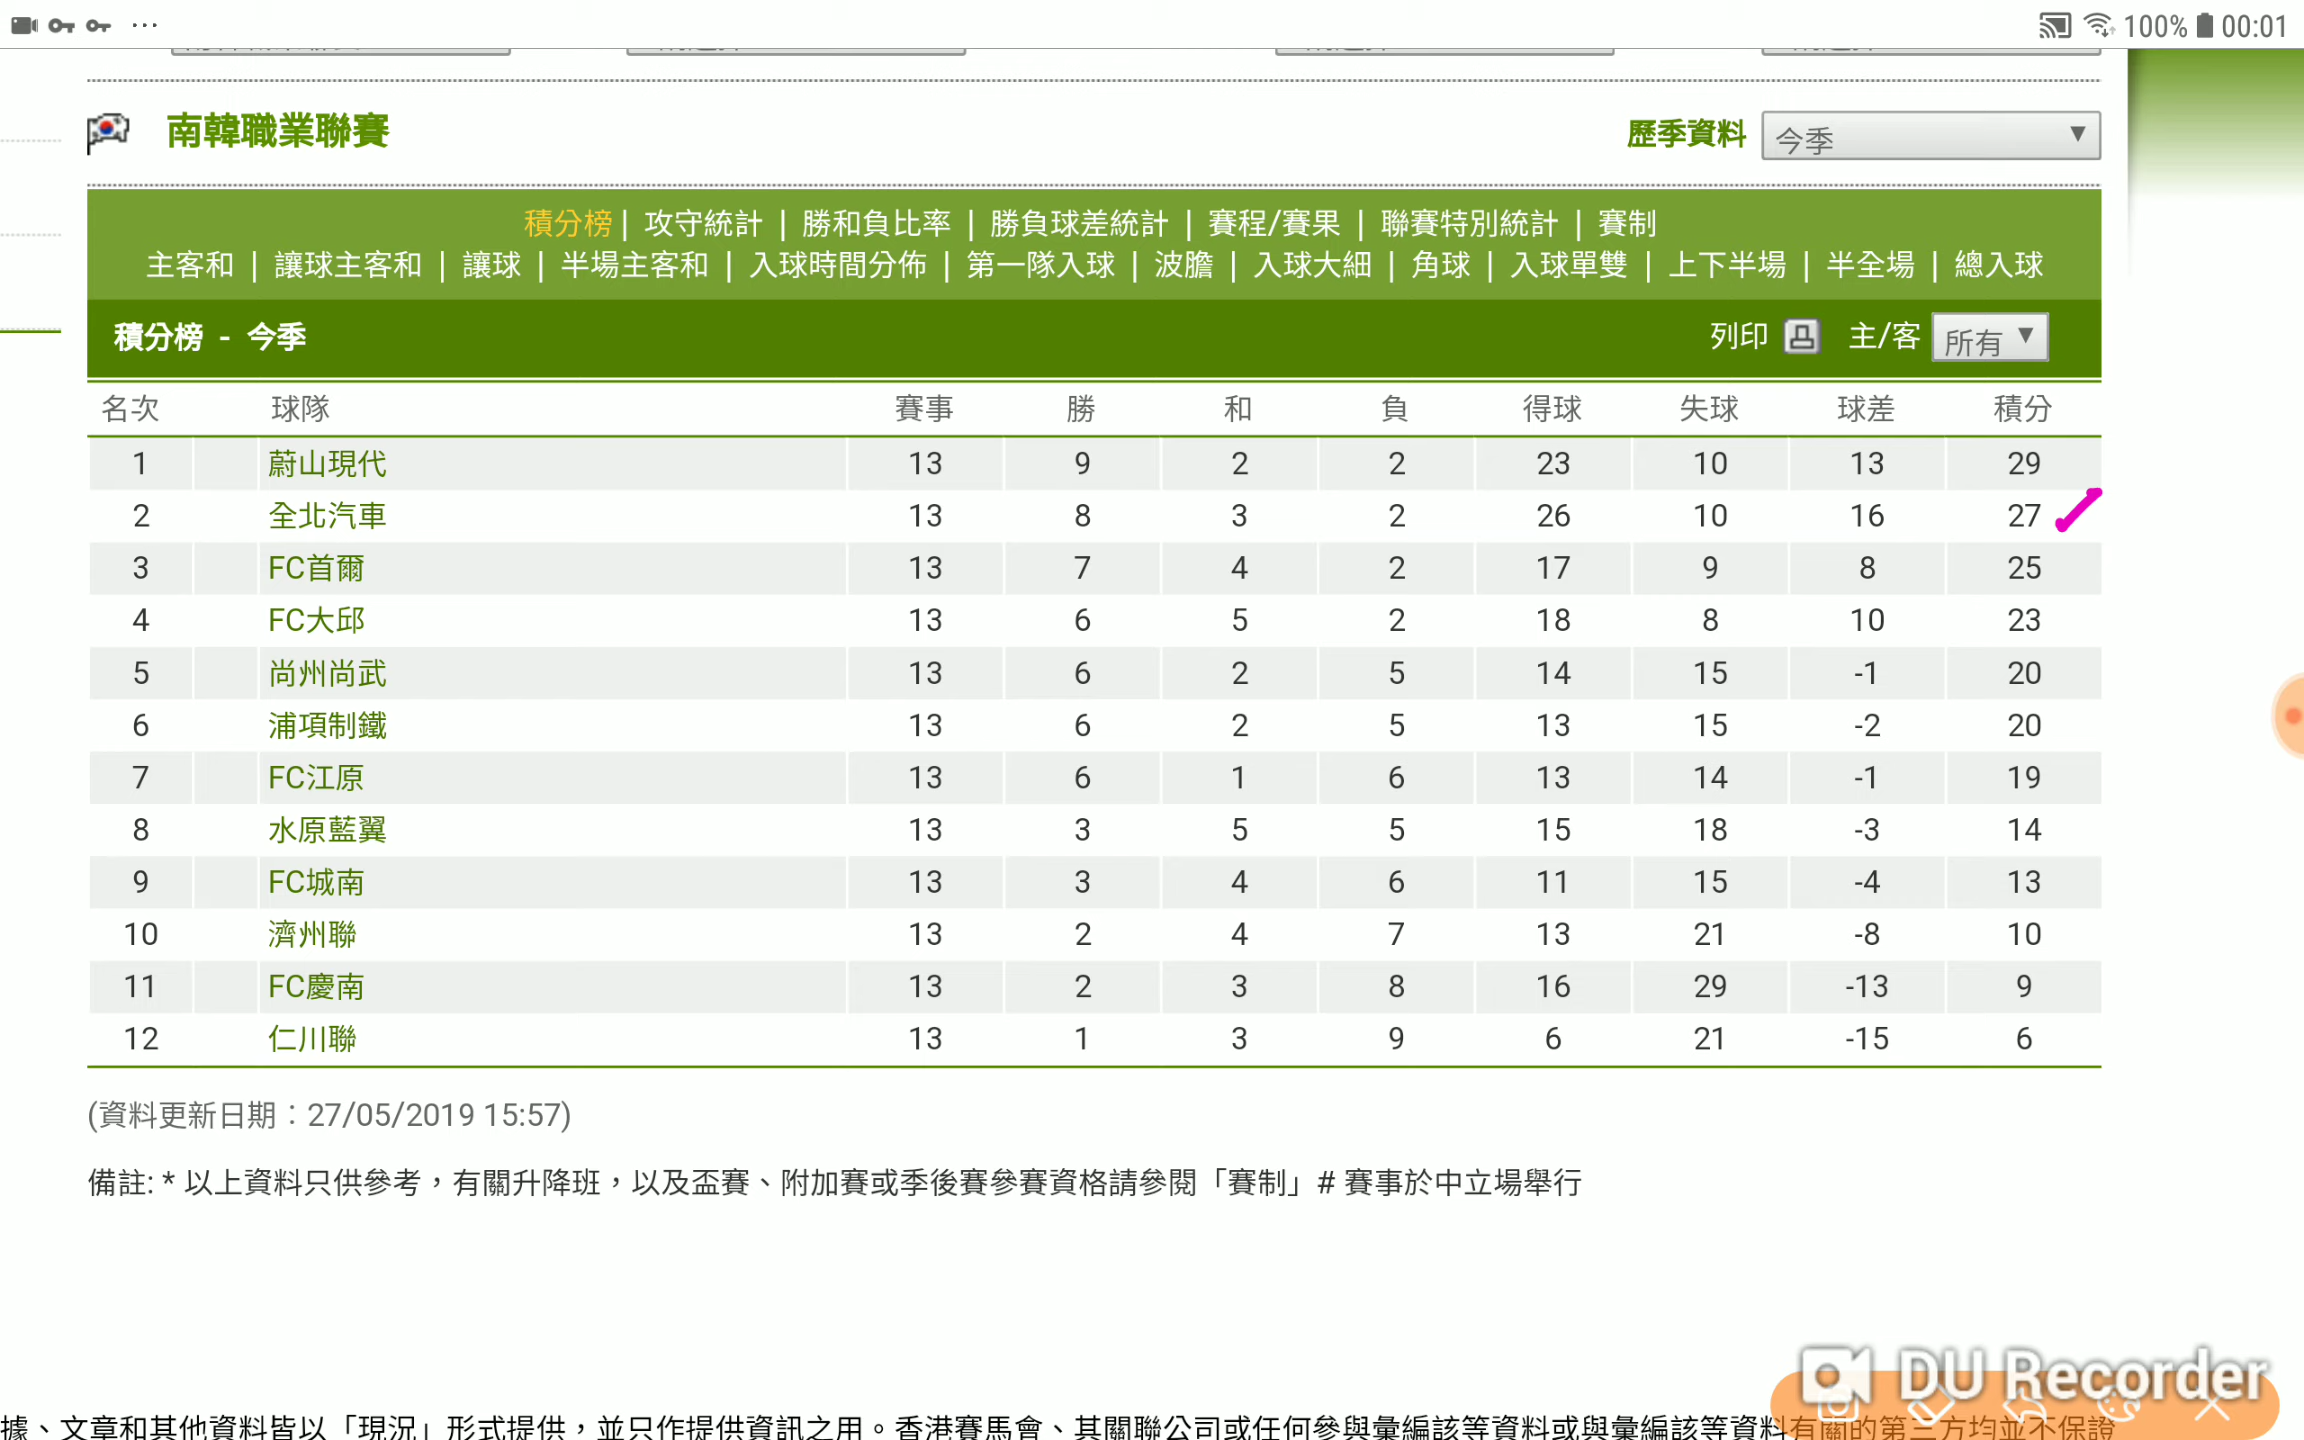 100% 00:01
南韓職業聯賽 歷季資料 今季
積分榜 | 攻守統計 | 勝和負比率 | 勝負球差統計 | 賽程/賽果 | 聯賽特別統計 | 賽制
主客和 | 讓球主客和 | 讓球 | 半場主客和 | 入球時間分佈 | 第一隊入球 | 波膽 | 入球大細 | 角球 | 入球單雙 | 上下半場 | 半全場 | 總入球
積分榜 - 今季 列印 主/客 所有
名次 球隊 賽事 勝 和 負 得球 失球 球差 積分
1 蔚山現代 13 9 2 2 23 10 13 29
2 全北汽車 13 8 3 2 26 10 16 27
3 FC首爾 13 7 4 2 17 9 8 25
4 FC大邱 13 6 5 2 18 8 10 23
5 尚州尚武 13 6 2 5 14 15 -1 20
6 浦項制鐵 13 6 2 5 13 15 -2 20
7 FC江原 13 6 1 6 13 14 -1 19
8 水原藍翼 13 3 5 5 15 18 -3 14
9 FC城南 13 3 4 6 11 15 -4 13
10 濟州聯 13 2 4 7 13 21 -8 10
11 FC慶南 13 2 3 8 16 29 -13 9
12 仁川聯 13 1 3 9 6 21 -15 6
(資料更新日期：27/05/2019 15:57)
備註: * 以上資料只供參考，有關升降班，以及盃賽、附加賽或季後賽參賽資格請參閱「賽制」# 賽事於中立場舉行
DU Recorder
據、文章和其他資料皆以「現況」形式提供，並只作提供資訊之用。香港賽馬會、其關聯公司或任何參與彙編該等資料或與彙編該等資料有關的第三方均並不保證